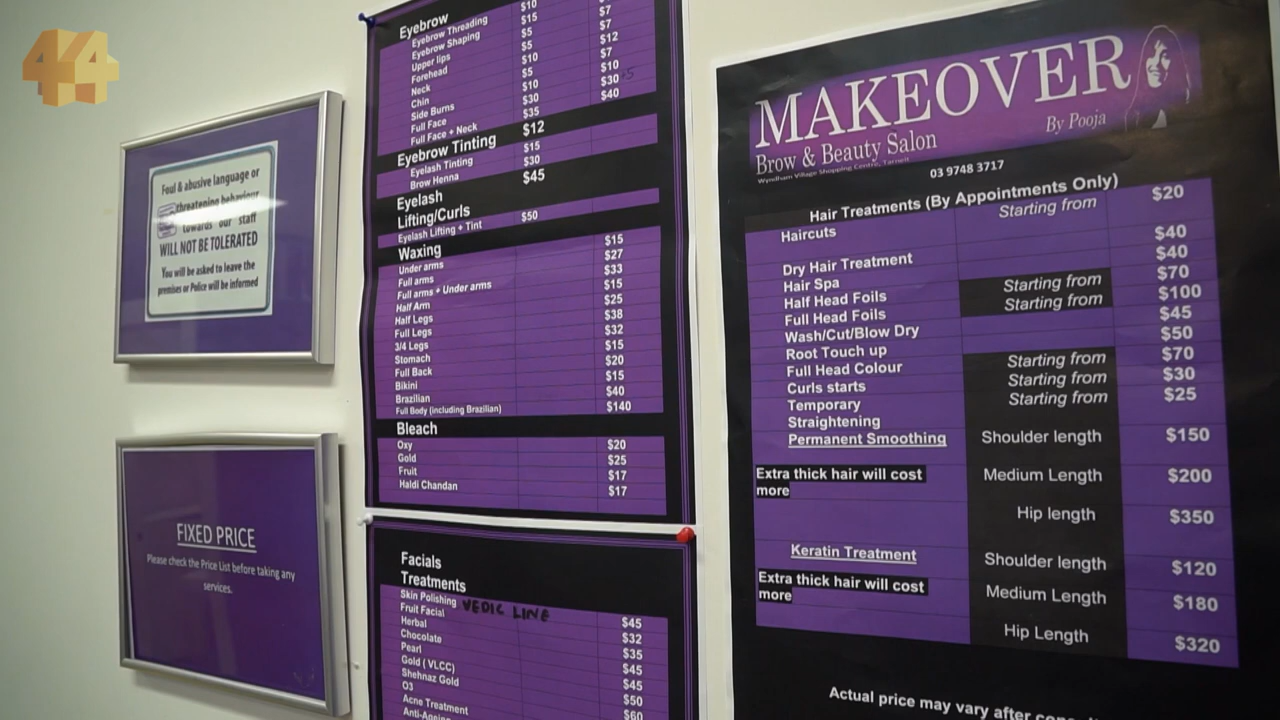 44
Foul & abusive language or
threatening behaviour
towards our staff
WILL NOT BE TOLERATED
You will be asked to leave the
premises or Police will be informed
FIXED PRICE
Please check the Price List before taking any
services.
Eyebrow
Eyebrow Threading $10
Eyebrow Shaping $15 $7
Upper lips $5 $7
Forehead $5 $12
Neck $10 $7
Chin $5 $10
Side Burns $10 $30
Full Face $30 $40
Full Face + Neck $35
Eyebrow Tinting $12
Eyelash Tinting $15
Brow Henna $30
Eyelash $45
Lifting/Curls
Eyelash Lifting + Tint $50
Waxing
Under arms $15
Full arms $27
Full arms + Under arms $33
Half Arm $15
Half Legs $25
Full Legs $38
3/4 Legs $32
Stomach $15
Full Back $20
Bikini $15
Brazilian $40
Full Body (including Brazilian) $140
Bleach
Oxy $20
Gold $25
Fruit $17
Haldi Chandan $17
Facials
Treatments
Skin Polishing VEDIC LINE
Fruit Facial $45
Herbal $32
Chocolate $35
Pearl $45
Gold ( VLCC) $45
Shehnaz Gold $50
O3 $60
Acne Treatment
MAKEOVER
By Pooja
Brow & Beauty Salon
Wyndham Village Shopping Centre, Tarneit
03 9748 3717
Hair Treatments (By Appointments Only)
Haircuts Starting from $20
Dry Hair Treatment $40
Hair Spa $40
Half Head Foils Starting from $70
Full Head Foils Starting from $100
Wash/Cut/Blow Dry $45
Root Touch up $50
Full Head Colour Starting from $70
Curls starts Starting from $30
Temporary Starting from $25
Straightening
Permanent Smoothing Shoulder length $150
Extra thick hair will cost
more
Medium Length $200
Hip length $350
Keratin Treatment Shoulder length $120
Extra thick hair will cost
more
Medium Length $180
Hip Length $320
Actual price may vary after